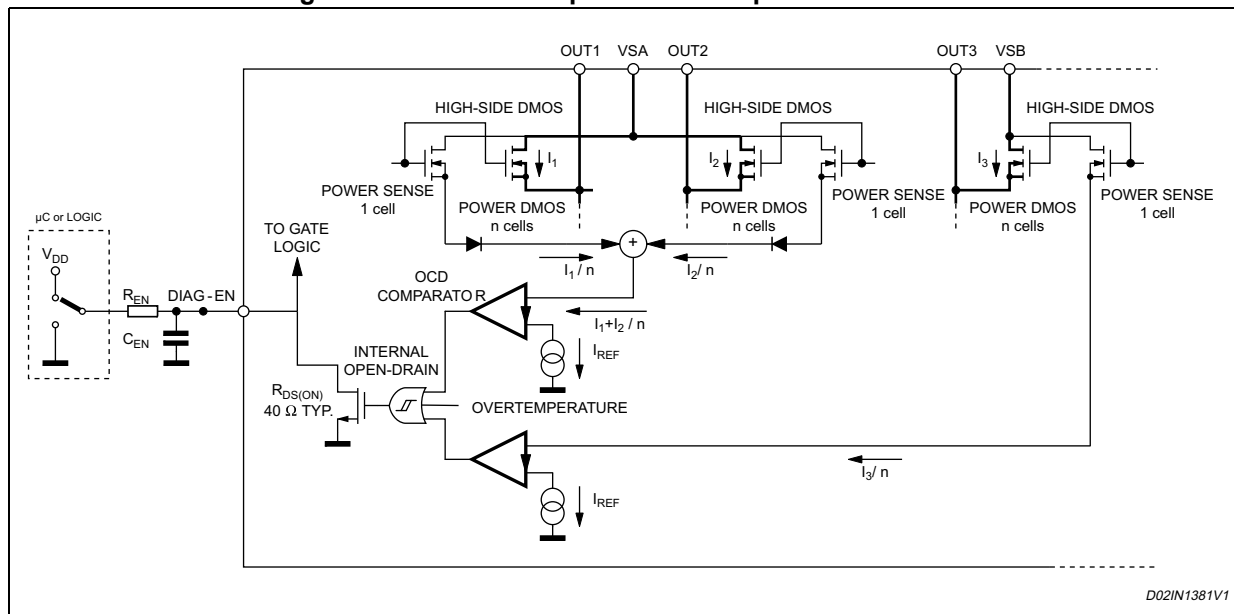 OUT1 VSA OUT2 OUT3 VSB
HIGH-SIDE DMOS HIGH-SIDE DMOS HIGH-SIDE DMOS
I1 I2 I3
POWER SENSE
1 cell
POWER DMOS
n cells
POWER DMOS
n cells
POWER SENSE
1 cell
POWER DMOS
n cells
POWER SENSE
1 cell
µC or LOGIC
TO GATE
LOGIC
VDD
REN DIAG-EN
CEN
+
I1 / n I2 / n
OCD
COMPARATO R
I1+I2 / n
IREF
INTERNAL
OPEN-DRAIN
RDS(ON)
40 Ω TYP.
OVERTEMPERATURE
I3/ n
IREF
D02IN1381V1